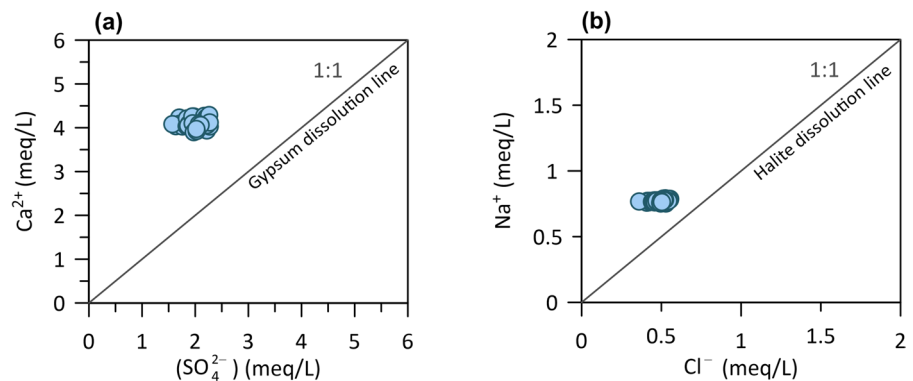 (a)
6
5
4
3
2
1
0
Ca²⁺ (meq/L)
1:1
Gypsum dissolution line
0 1 2 3 4 5 6
(SO₄²⁻) (meq/L)
(b)
2
1.5
1
0.5
0
Na⁺ (meq/L)
1:1
Halite dissolution line
0 0.5 1 1.5 2
Cl⁻ (meq/L)